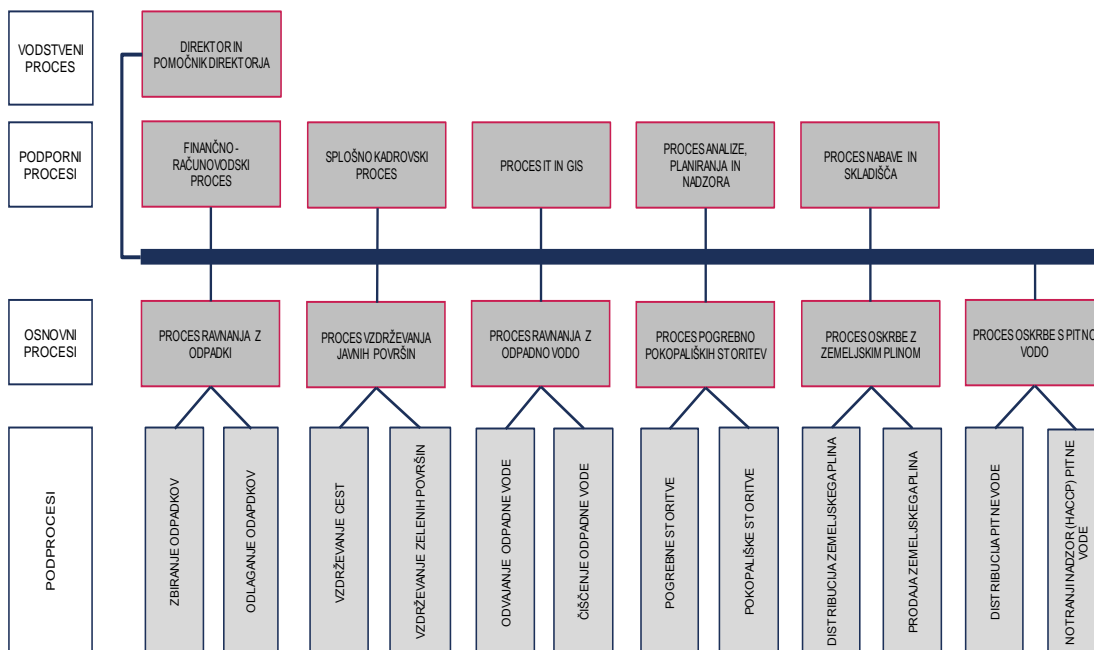 VODSTVENI
PROCES
DIREKTOR IN
POMOČNIK DIREKTORJA
PODPORNI
PROCESI
FINANČNO -
RAČUNOVODSKI
PROCES
SPLOŠNO KADROVSKI
PROCES
PROCES IT IN GIS
PROCES ANALIZE,
PLANIRANJA IN
NADZORA
PROCES NABAVE IN
SKLADIŠČA
OSNOVNI
PROCESI
PROCES RAVNANJA Z
ODPADKI
PROCES VZDRŽEVANJA
JAVNIH POVRŠIN
PROCES RAVNANJA Z
ODPADNO VODO
PROCES POGREBNO
POKOPALIŠKIH STORITEV
PROCES OSKRBE Z
ZEMELJSKIM PLINOM
PROCES OSKRBE S PITNO
VODO
PODPROCESI
ZBIRANJE ODPADKOV
ODLAGANJE ODAPDKOV
VZDRŽEVANJE CEST
VZDRŽEVANJE ZELENIH POVRŠIN
ODVAJANJE ODPADNE VODE
ČIŠČENJE ODPADNE VODE
POGREBNE STORITVE
POKOPALIŠKE STORITVE
DISTRIBUCIJA ZEMELJSKEGA PLINA
PRODAJA ZEMELJSKEGA PLINA
DISTRIBUCIJA PITNE VODE
NOTRANJI NADZOR (HACCP) PITNE
VODE